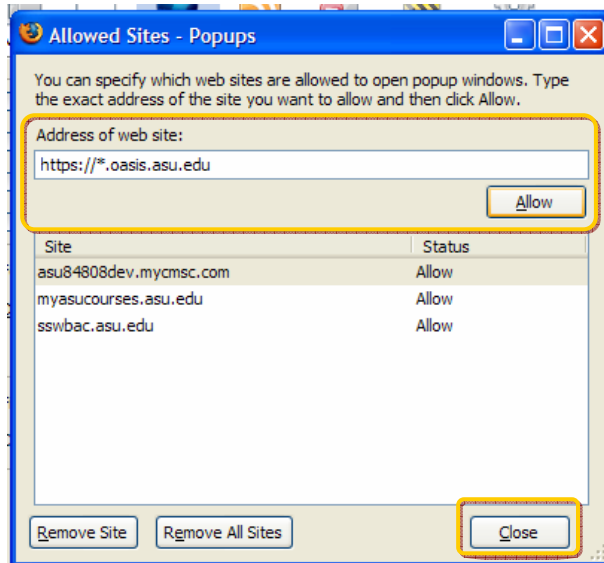 Allowed Sites - Popups
You can specify which web sites are allowed to open popup windows. Type
the exact address of the site you want to allow and then click Allow.
Address of web site:
https://*.oasis.asu.edu
Allow
Site Status
asu84808dev.mycmsc.com Allow
myasucourses.asu.edu Allow
sswbac.asu.edu Allow
Remove Site Remove All Sites Close